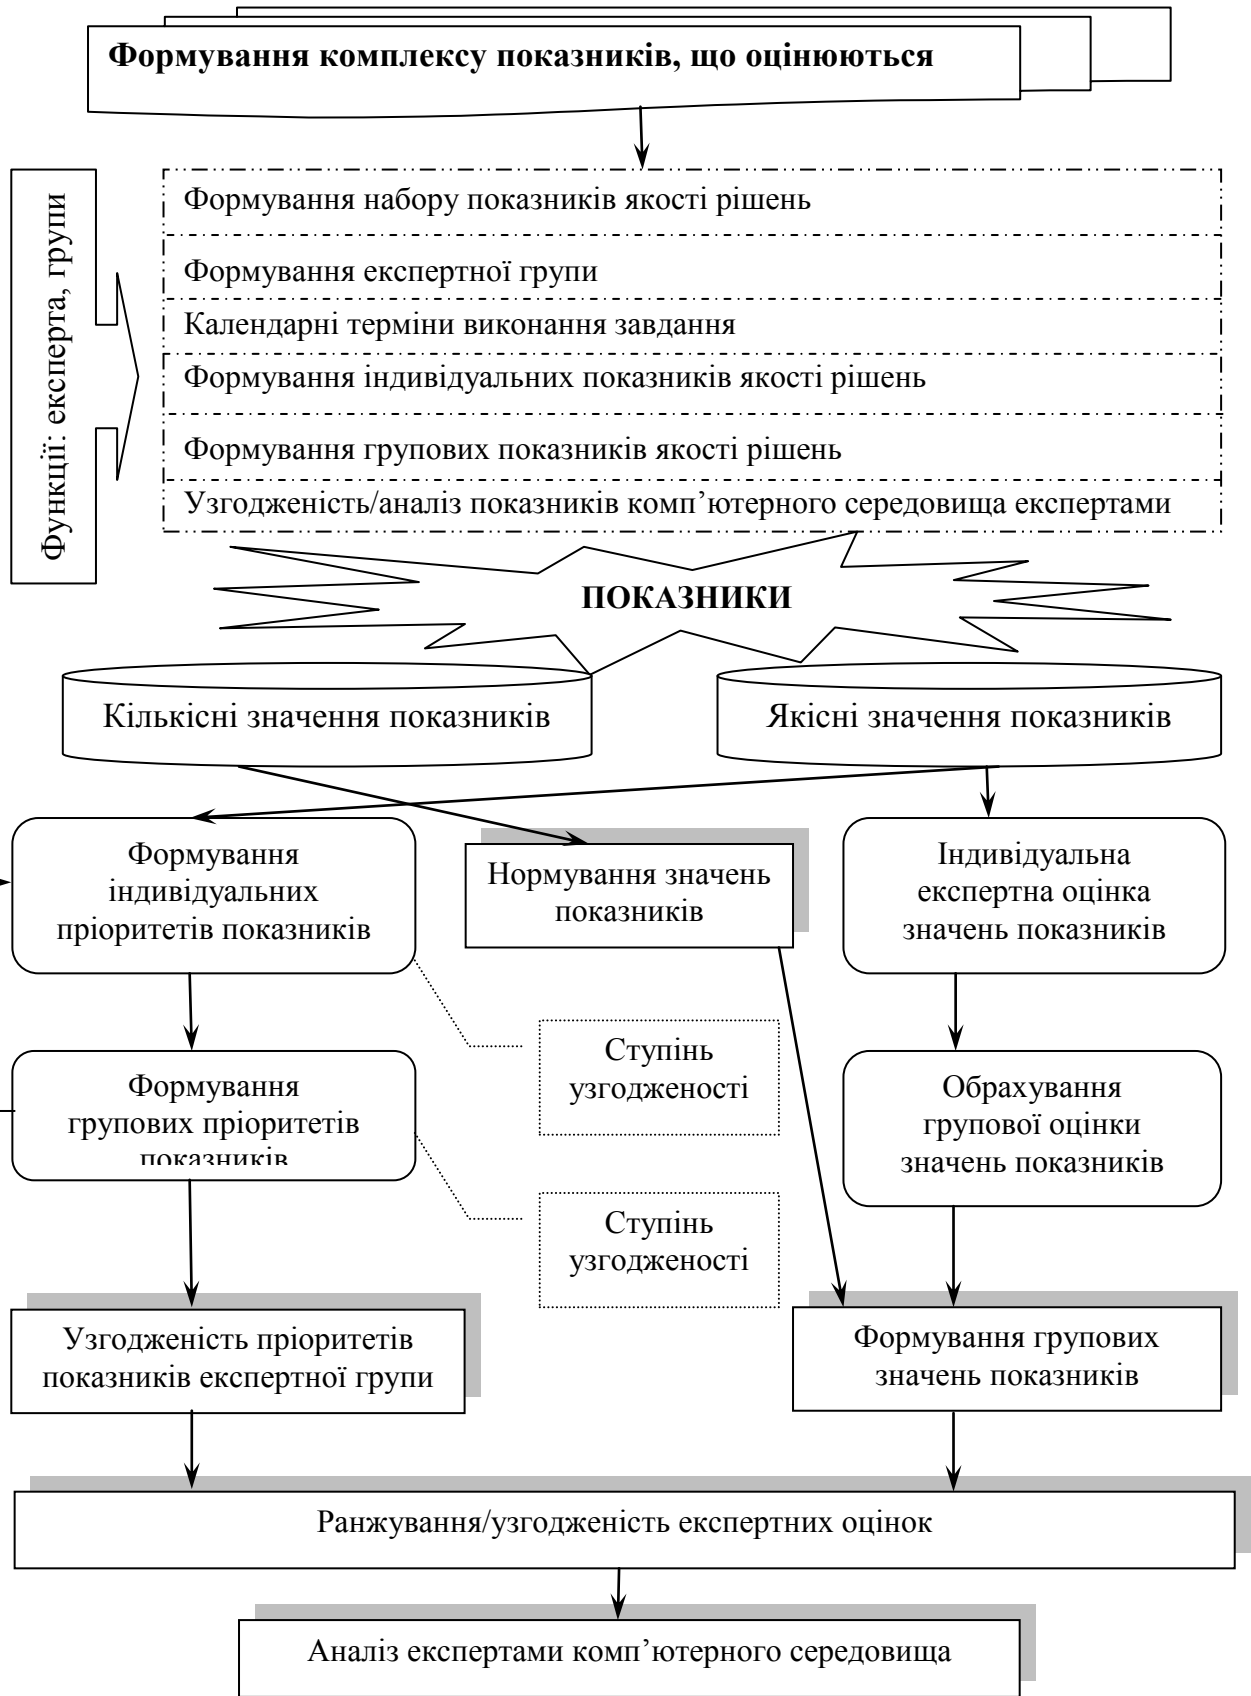 Формування комплексу показників, що оцінюються
Функції: експерта, групи
Формування набору показників якості рішень
Формування експертної групи
Календарні терміни виконання завдання
Формування індивідуальних показників якості рішень
Формування групових показників якості рішень
Узгодженість/аналіз показників комп’ютерного середовища експертами
ПОКАЗНИКИ
Кількісні значення показників
Якісні значення показників
Формування
індивідуальних
пріоритетів показників
Нормування значень
показників
Індивідуальна
експертна оцінка
значень показників
Ступінь
узгодженості
Формування
групових пріоритетів
показників
Обрахування
групової оцінки
значень показників
Ступінь
узгодженості
Узгодженість пріоритетів
показників експертної групи
Формування групових
значень показників
Ранжування/узгодженість експертних оцінок
Аналіз експертами комп’ютерного середовища